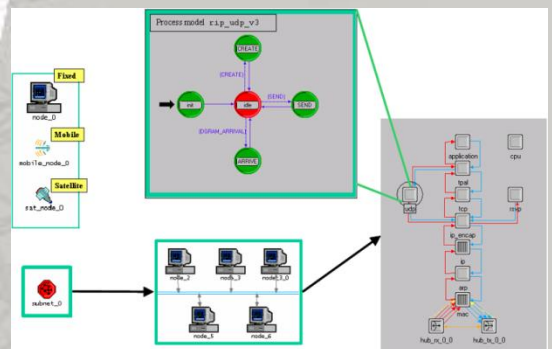 Process model rip_udp_v3
CREATE
(CREATE)
(SEND)
init
idle
SEND
(DGRAM_ARRIVAL)
ARRIVE
Fixed
node_0
Mobile
mobile_node_0
Satellite
sat_node_0
subnet_0
node_2
node_3
node_5
node_6
application
cpu
tpal
udp
tcp
rsvp
ip_encap
ip
arp
mac
hub_rx_0_0
hub_tx_0_0